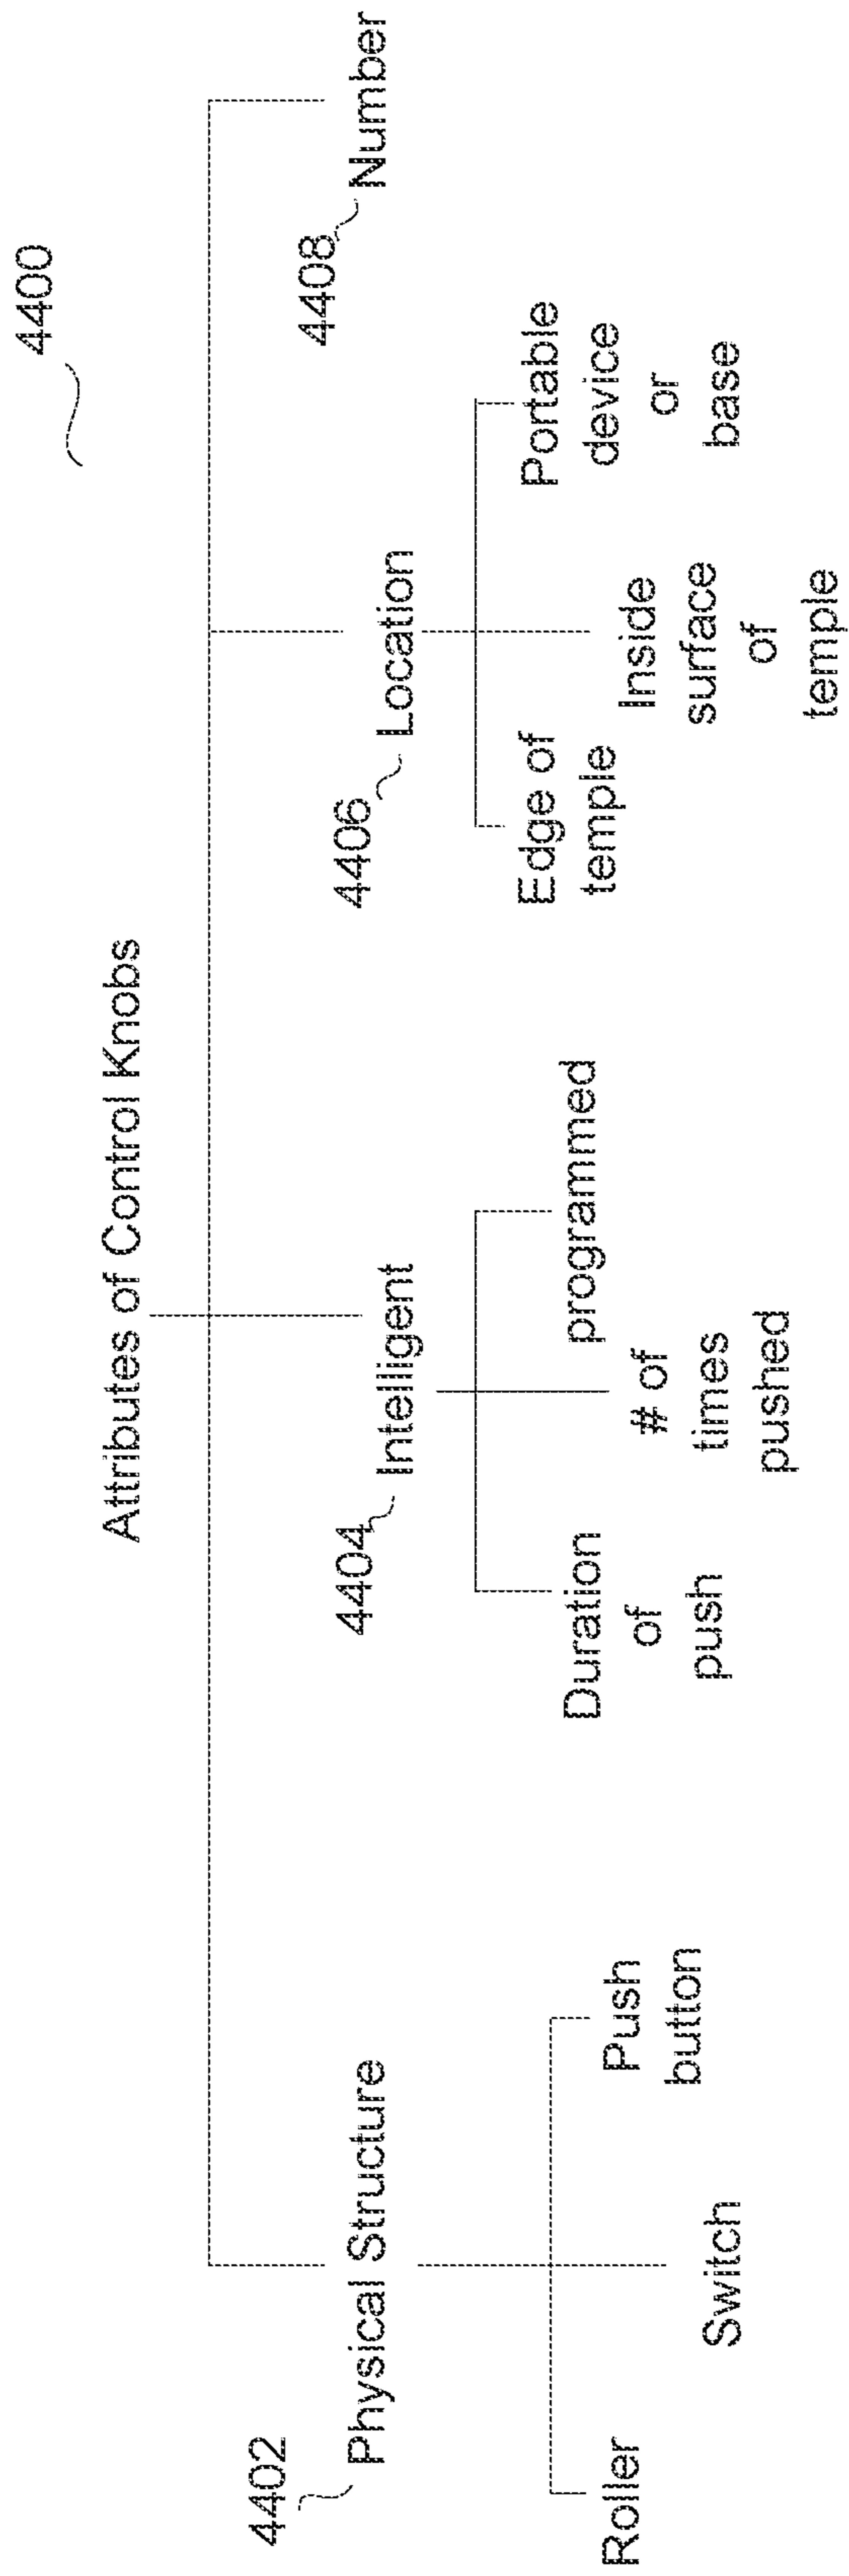 4400
Attributes of Control Knobs
4402
Physical Structure
Roller
Switch
Push
button
4404
Intelligent
Duration
of
push
# of
times
pushed
programmed
4406
Location
Edge of
temple
Inside
surface
of
temple
Portable
device
or
base
4408
Number